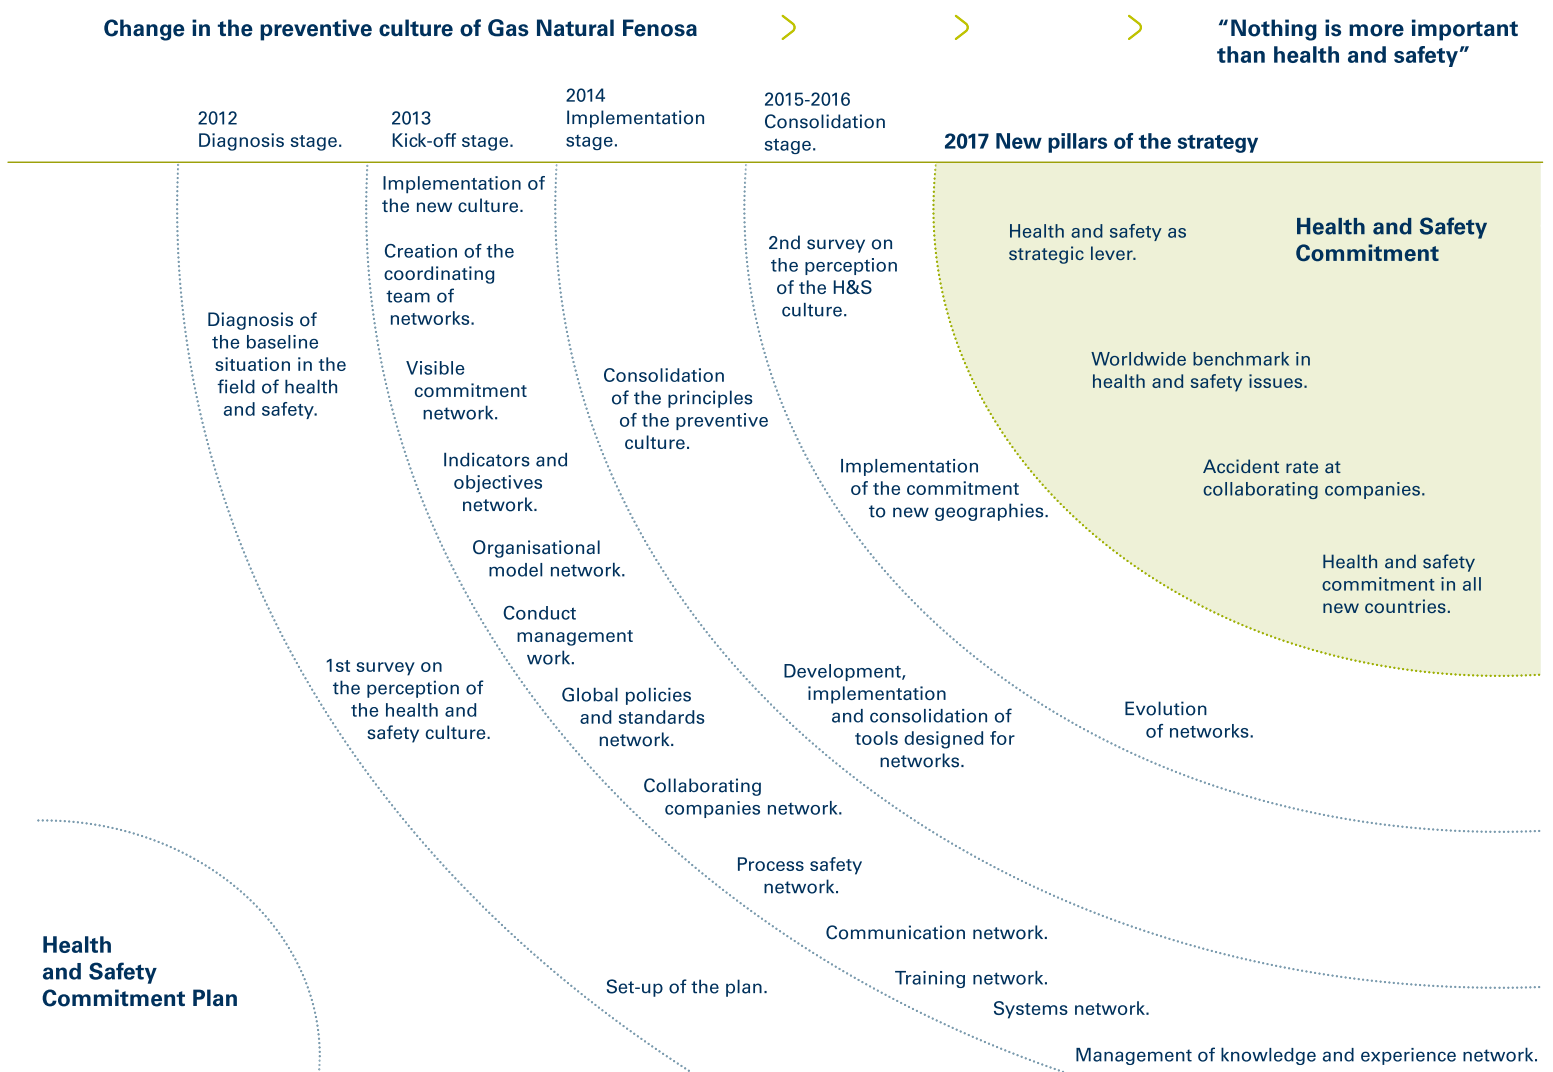 Change in the preventive culture of Gas Natural Fenosa
“Nothing is more important
than health and safety”
2012
Diagnosis stage.
2013
Kick-off stage.
2014
Implementation
stage.
2015-2016
Consolidation
stage.
2017 New pillars of the strategy
Diagnosis of
the baseline
situation in the
field of health
and safety.
1st survey on
the perception of
the health and
safety culture.
Set-up of the plan.
Implementation of
the new culture.
Creation of the
coordinating
team of
networks.
Visible
commitment
network.
Indicators and
objectives
network.
Organisational
model network.
Conduct
management
work.
Global policies
and standards
network.
Collaborating
companies network.
Process safety
network.
Communication network.
Training network.
Systems network.
Management of knowledge and experience network.
Consolidation
of the principles
of the preventive
culture.
Development,
implementation
and consolidation of
tools designed for
networks.
2nd survey on
the perception
of the H&S
culture.
Implementation
of the commitment
to new geographies.
Evolution
of networks.
Health and safety as
strategic lever.
Health and Safety
Commitment
Worldwide benchmark in
health and safety issues.
Accident rate at
collaborating companies.
Health and safety
commitment in all
new countries.
Health
and Safety
Commitment Plan